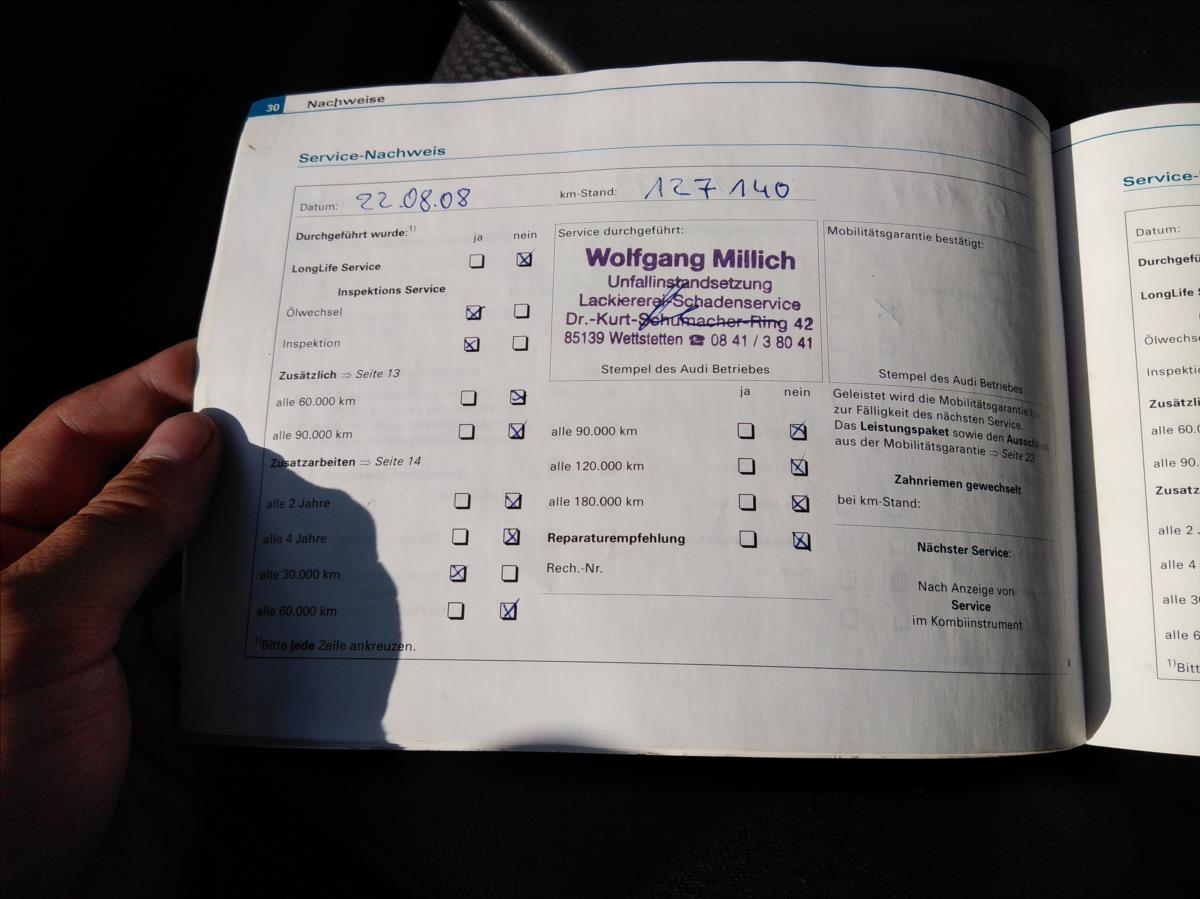 30 Nachweise
Service-Nachweis
Datum: 22.08.08 km-Stand: 127 140
Durchgeführt wurde:1) ja nein
LongLife Service
Inspektions Service
Ölwechsel
Inspektion
Zusätzlich ⇒ Seite 13
alle 60.000 km
alle 90.000 km
Zusatzarbeiten ⇒ Seite 14
alle 2 Jahre
alle 4 Jahre
alle 30.000 km
alle 60.000 km
1)Bitte jede Zeile ankreuzen.
Service durchgeführt:
Wolfgang Millich
Unfallinstandsetzung
Lackiererei-Schadenservice
Dr.-Kurt-Schumacher-Ring 42
85139 Wettstetten ☎ 08 41 / 3 80 41
Stempel des Audi Betriebes
ja nein
alle 90.000 km
alle 120.000 km
alle 180.000 km
Reparaturempfehlung
Rech.-Nr.
Mobilitätsgarantie bestätigt:
Stempel des Audi Betriebes
Geleistet wird die Mobilitätsgarantie
zur Fälligkeit des nächsten Service.
Das Leistungspaket sowie den Ausschluss
aus der Mobilitätsgarantie ⇒ Seite 23
Zahnriemen gewechselt
bei km-Stand:
Nächster Service:
Nach Anzeige von
Service
im Kombiinstrument
Service-
Datum:
Durchgefü
LongLife S
Ölwechse
Inspektio
Zusätzli
alle 60.0
alle 90.
Zusatz
alle 2
alle 4
alle 3
alle 6
1)Bitt